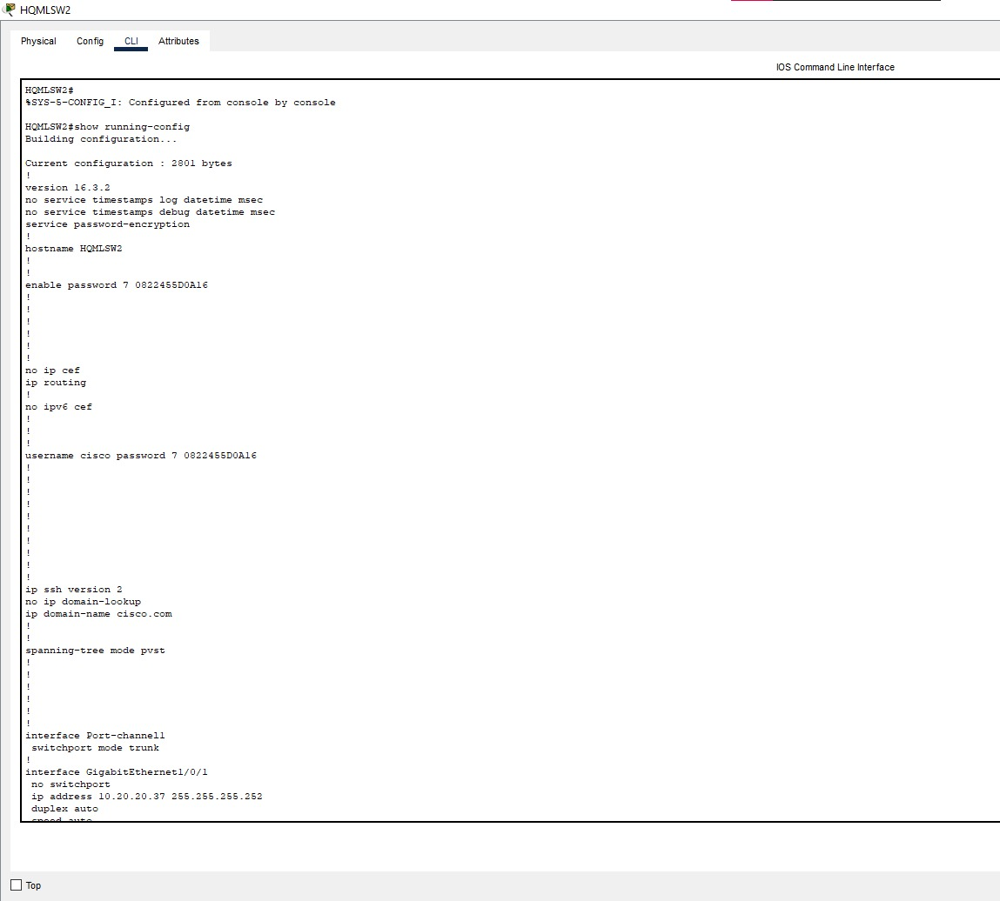 HQMLSW2
Physical Config CLI Attributes
IOS Command Line Interface
HQMLSW2#
%SYS-5-CONFIG_I: Configured from console by console
HQMLSW2#show running-config
Building configuration...
Current configuration : 2801 bytes
!
version 16.3.2
no service timestamps log datetime msec
no service timestamps debug datetime msec
service password-encryption
!
hostname HQMLSW2
!
!
enable password 7 0822455D0A16
!
!
!
!
!
!
no ip cef
ip routing
!
no ipv6 cef
!
!
!
username cisco password 7 0822455D0A16
!
!
!
!
!
!
!
!
!
!
ip ssh version 2
no ip domain-lookup
ip domain-name cisco.com
!
!
spanning-tree mode pvst
!
!
!
!
!
!
interface Port-channel1
switchport mode trunk
!
interface GigabitEthernet1/0/1
no switchport
ip address 10.20.20.37 255.255.255.252
duplex auto
speed auto
Top